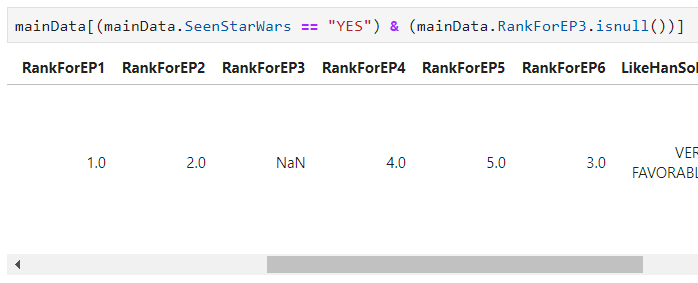 mainData[(mainData.SeenStarWars == "YES") & (mainData.RankForEP3.isnull())]
RankForEP1 RankForEP2 RankForEP3 RankForEP4 RankForEP5 RankForEP6 LikeHanSol
1.0 2.0 NaN 4.0 5.0 3.0 VER
FAVORABL